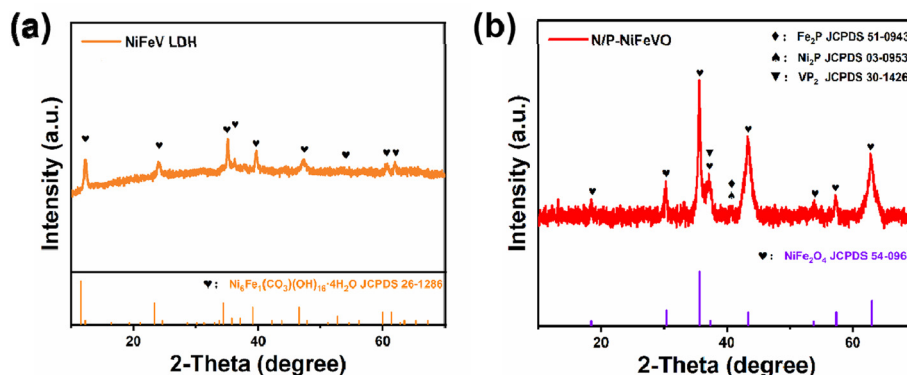 (a)
NiFeV LDH
Intensity (a.u.)
♥ : Ni₆Fe₁(CO₃)(OH)₁₆·4H₂O JCPDS 26-1286
20
40
60
2-Theta (degree)
(b)
N/P-NiFeVO
♦ : Fe₂P JCPDS 51-0943
♠ : Ni₂P JCPDS 03-0953
▼ : VP₂ JCPDS 30-1426
Intensity (a.u.)
♥ : NiFe₂O₄ JCPDS 54-096
20
40
60
2-Theta (degree)